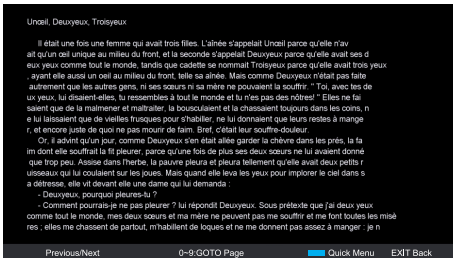 Unœil, Deuxyeux, Troisyeux
Il était une fois une femme qui avait trois filles. L'aînée s'appelait Unœil parce qu'elle n'av
ait qu'un œil unique au milieu du front, et la seconde s'appelait Deuxyeux parce qu'elle avait ses d
eux yeux comme tout le monde, tandis que cadette se nommait Troisyeux parce qu'elle avait trois yeux
, ayant elle aussi un oeil au milieu du front, telle sa aînée. Mais comme Deuxyeux n'était pas faite
autrement que les autres gens, ni ses sœurs ni sa mère ne pouvaient la souffrir. " Toi, avec tes de
ux yeux, lui disaient-elles, tu ressembles à tout le monde et tu n'es pas des nôtres! " Elles ne fai
saient que de la malmener et maltraiter, la bousculaient et la chassaient toujours dans les coins, n
e lui laissaient que de vieilles frusques pour s'habiller, ne lui donnaient que leurs restes à mange
r, et encore juste de quoi ne pas mourir de faim. Bref, c'était leur souffre-douleur.
Or, il advint qu'un jour, comme Deuxyeux s'en était allée garder la chèvre dans les prés, la fa
im dont elle souffrait la fit pleurer, parce qu'une fois de plus ses deux sœurs ne lui avaient donné
que trop peu. Assise dans l'herbe, la pauvre pleura et pleura tellement qu'elle avait deux petits r
uisseaux qui lui coulaient sur les joues. Mais quand elle leva les yeux pour implorer le ciel dans s
a détresse, elle vit devant elle une dame qui lui demanda :
- Deuxyeux, pourquoi pleures-tu ?
- Comment pourrais-je ne pas pleurer ? lui répondit Deuxyeux. Sous prétexte que j'ai deux yeux
comme tout le monde, mes deux sœurs et ma mère ne peuvent pas me souffrir et me font toutes les misè
res ; elles me chassent de partout, m'habillent de loques et ne me donnent pas assez à manger : je n
Previous/Next 0~9:GOTO Page Quick Menu EXIT Back